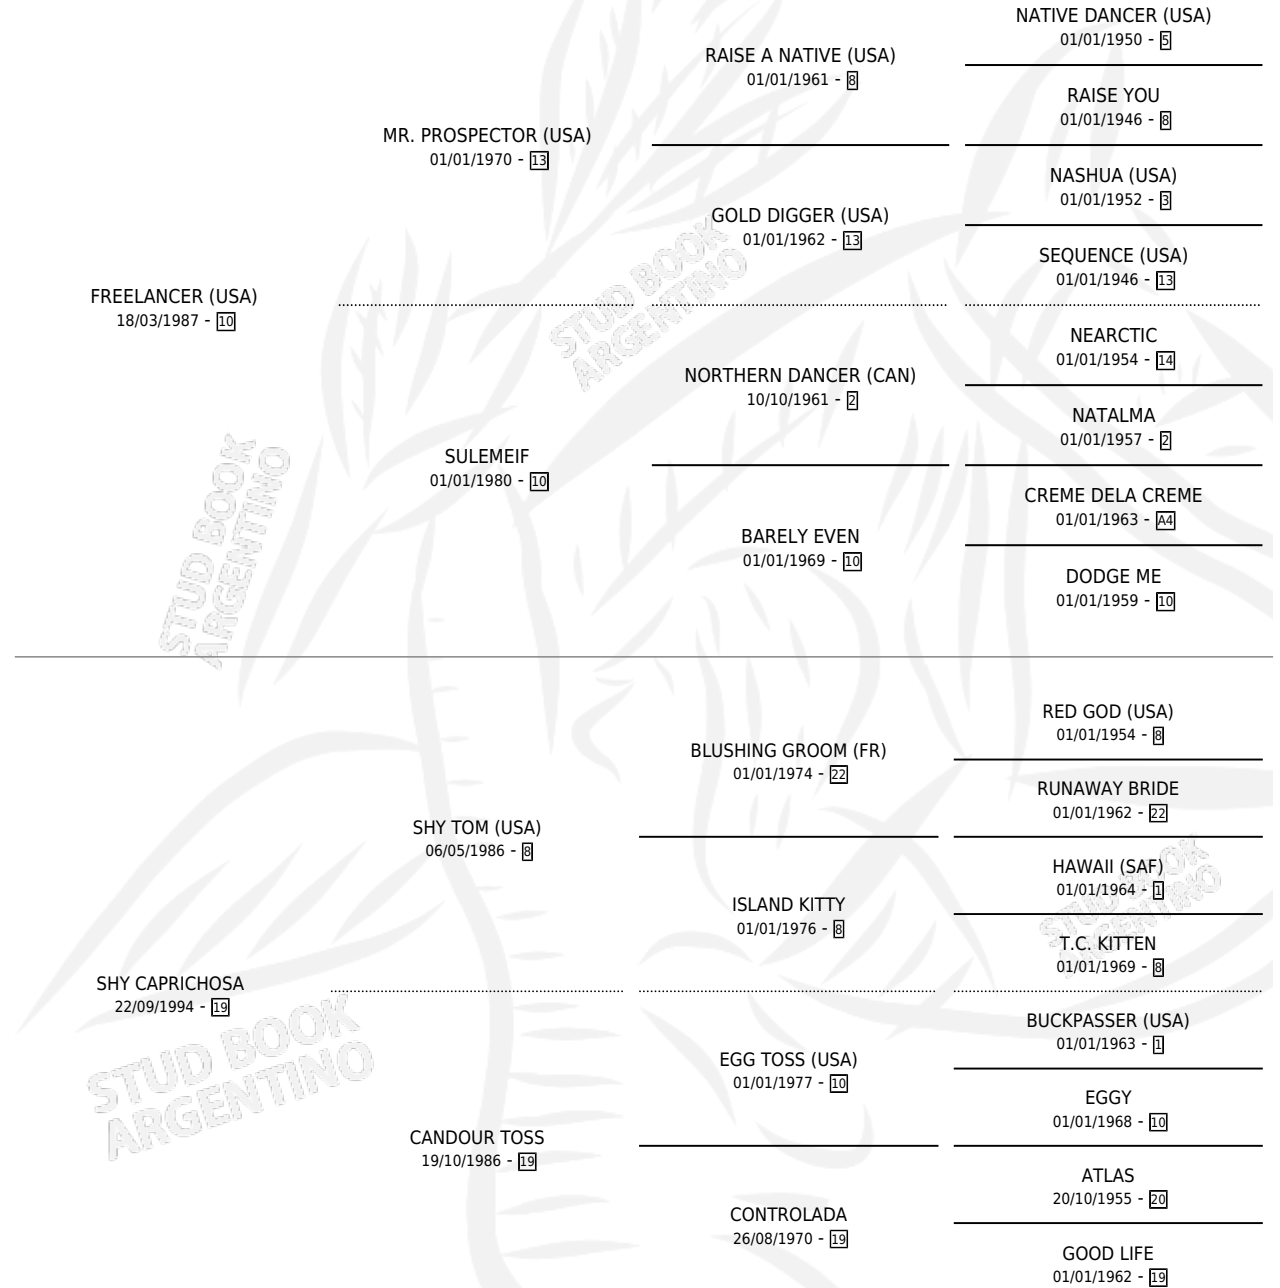 NATIVE DANCER (USA)
01/01/1950 - 5
RAISE A NATIVE (USA)
01/01/1961 - 8
RAISE YOU
01/01/1946 - 8
MR. PROSPECTOR (USA)
01/01/1970 - 13
NASHUA (USA)
01/01/1952 - 3
GOLD DIGGER (USA)
01/01/1962 - 13
SEQUENCE (USA)
01/01/1946 - 13
FREELANCER (USA)
18/03/1987 - 10
NEARCTIC
01/01/1954 - 14
NORTHERN DANCER (CAN)
10/10/1961 - 2
NATALMA
01/01/1957 - 2
SULEMEIF
01/01/1980 - 10
CREME DELA CREME
01/01/1963 - A4
BARELY EVEN
01/01/1969 - 10
DODGE ME
01/01/1959 - 10
STUD BOOK
ARGENTINO
STUD BOOK
ARGENTINO
RED GOD (USA)
01/01/1954 - 8
BLUSHING GROOM (FR)
01/01/1974 - 22
RUNAWAY BRIDE
01/01/1962 - 22
SHY TOM (USA)
06/05/1986 - 8
HAWAII (SAF)
01/01/1964 - 1
ISLAND KITTY
01/01/1976 - 8
T.C. KITTEN
01/01/1969 - 8
SHY CAPRICHOSA
22/09/1994 - 19
BUCKPASSER (USA)
01/01/1963 - 1
EGG TOSS (USA)
01/01/1977 - 10
EGGY
01/01/1968 - 10
CANDOUR TOSS
19/10/1986 - 19
ATLAS
20/10/1955 - 20
CONTROLADA
26/08/1970 - 19
GOOD LIFE
01/01/1962 - 19
STUD BOOK
ARGENTINO
STUD BOOK
ARGENTINO